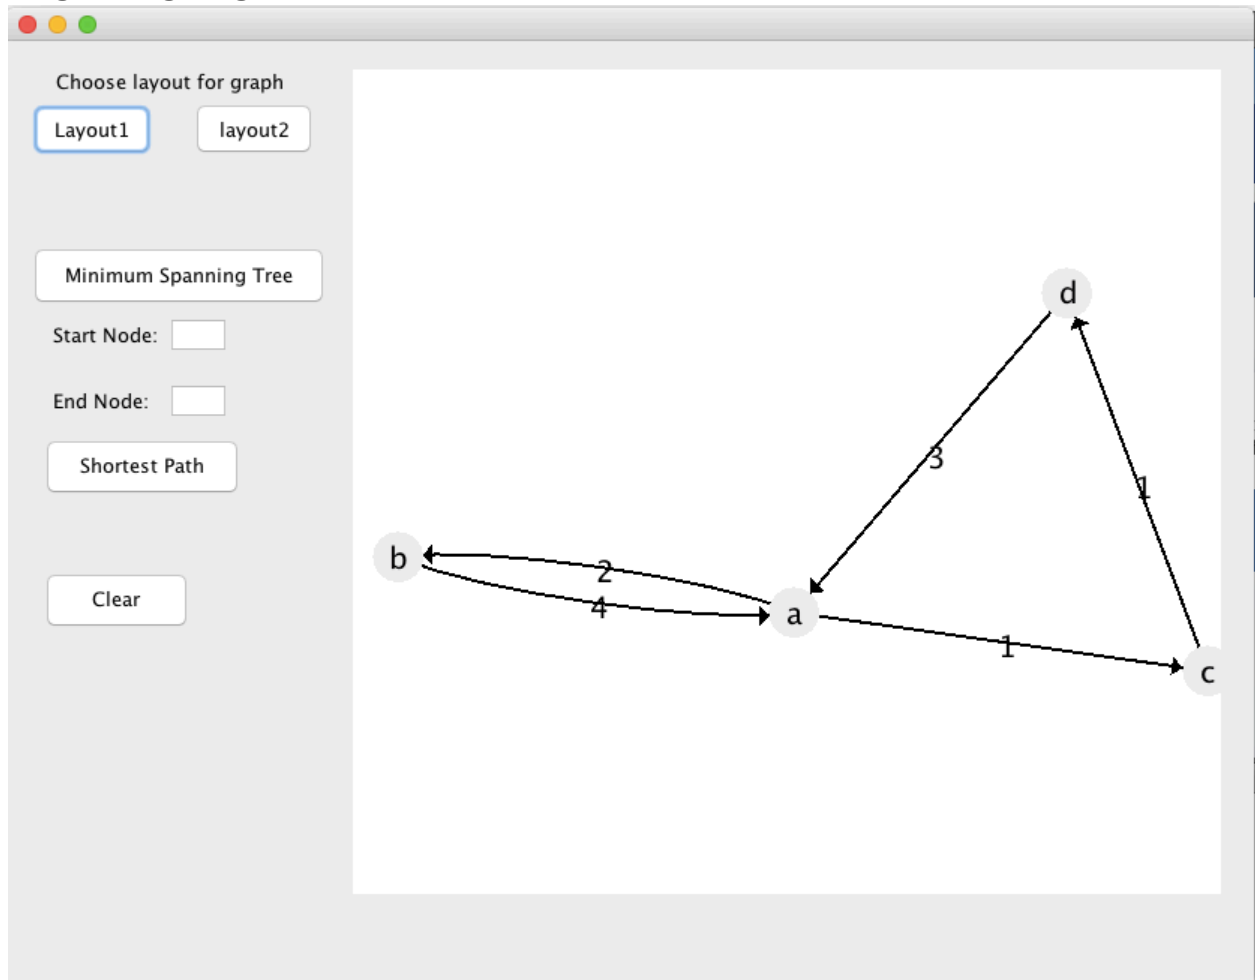 Choose layout for graph
Layout1
layout2
Minimum Spanning Tree
Start Node:
End Node:
Shortest Path
Clear
d
3
1
b
2
4
a
1
c